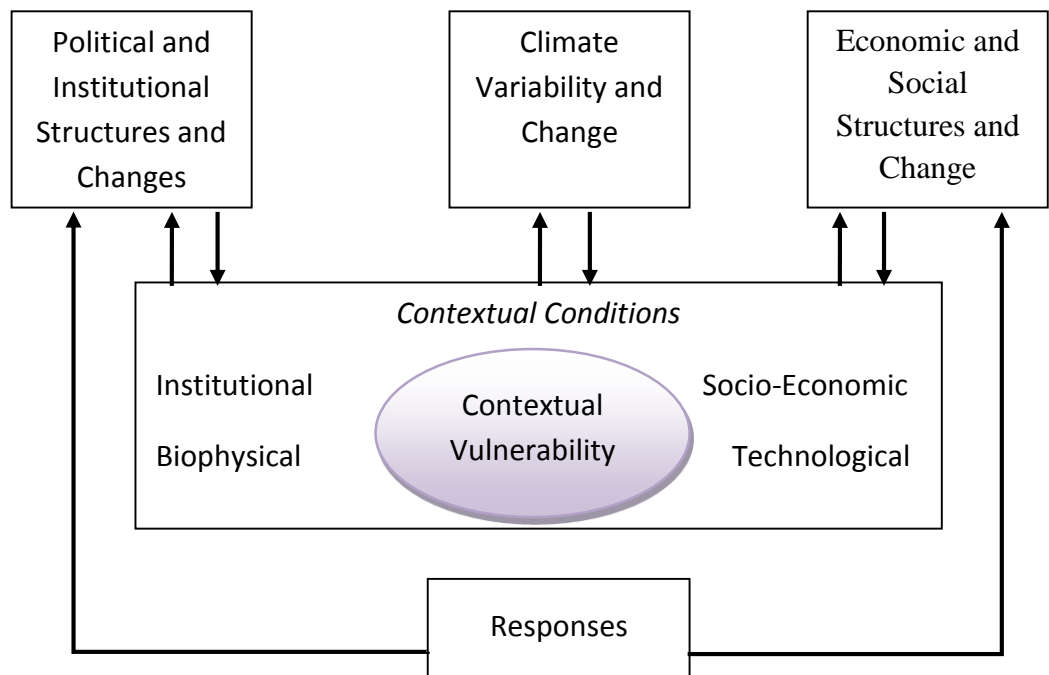 Political and
Institutional
Structures and
Changes
Climate
Variability and
Change
Economic and
Social
Structures and
Change
Contextual Conditions
Institutional
Biophysical
Contextual
Vulnerability
Socio-Economic
Technological
Responses